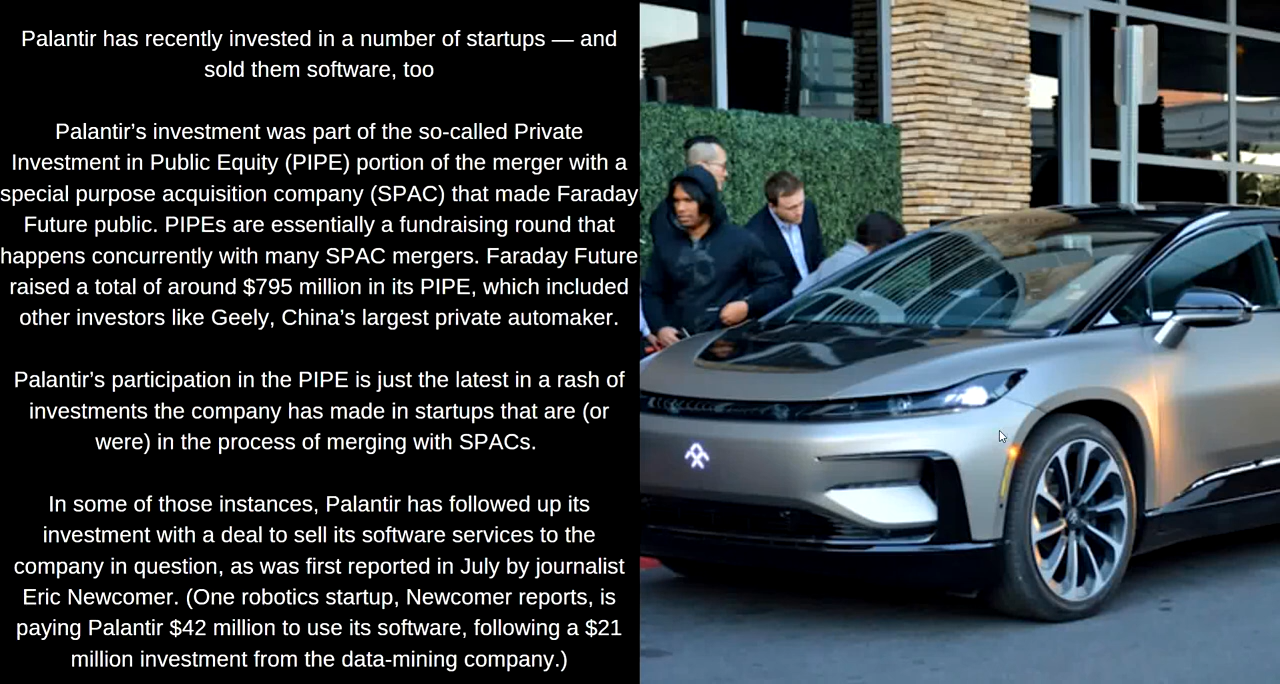 Palantir has recently invested in a number of startups — and
sold them software, too
Palantir’s investment was part of the so-called Private
Investment in Public Equity (PIPE) portion of the merger with a
special purpose acquisition company (SPAC) that made Faraday
Future public. PIPEs are essentially a fundraising round that
happens concurrently with many SPAC mergers. Faraday Future
raised a total of around $795 million in its PIPE, which included
other investors like Geely, China’s largest private automaker.
Palantir’s participation in the PIPE is just the latest in a rash of
investments the company has made in startups that are (or
were) in the process of merging with SPACs.
In some of those instances, Palantir has followed up its
investment with a deal to sell its software services to the
company in question, as was first reported in July by journalist
Eric Newcomer. (One robotics startup, Newcomer reports, is
paying Palantir $42 million to use its software, following a $21
million investment from the data-mining company.)